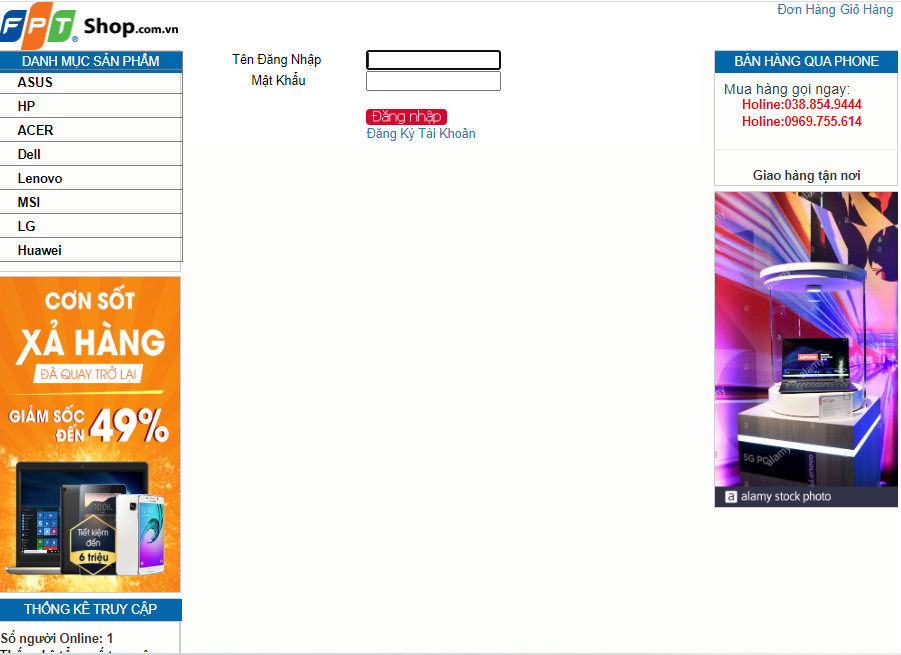 Đơn Hàng Giỏ Hàng
FPT Shop.com.vn
DANH MỤC SẢN PHẨM
ASUS
HP
ACER
Dell
Lenovo
MSI
LG
Huawei
Tên Đăng Nhập
Mật Khẩu
Đăng nhập
Đăng Ký Tài Khoản
BÁN HÀNG QUA PHONE
Mua hàng gọi ngay:
Holine:038.854.9444
Holine:0969.755.614
Giao hàng tận nơi
CƠN SỐT
XẢ HÀNG
ĐÃ QUAY TRỞ LẠI
GIẢM SỐC
ĐẾN 49%
Tiết kiệm
đến
6 triệu
Lenovo
5G PC
alamy
a alamy stock photo
THỐNG KÊ TRUY CẬP
Số người Online: 1